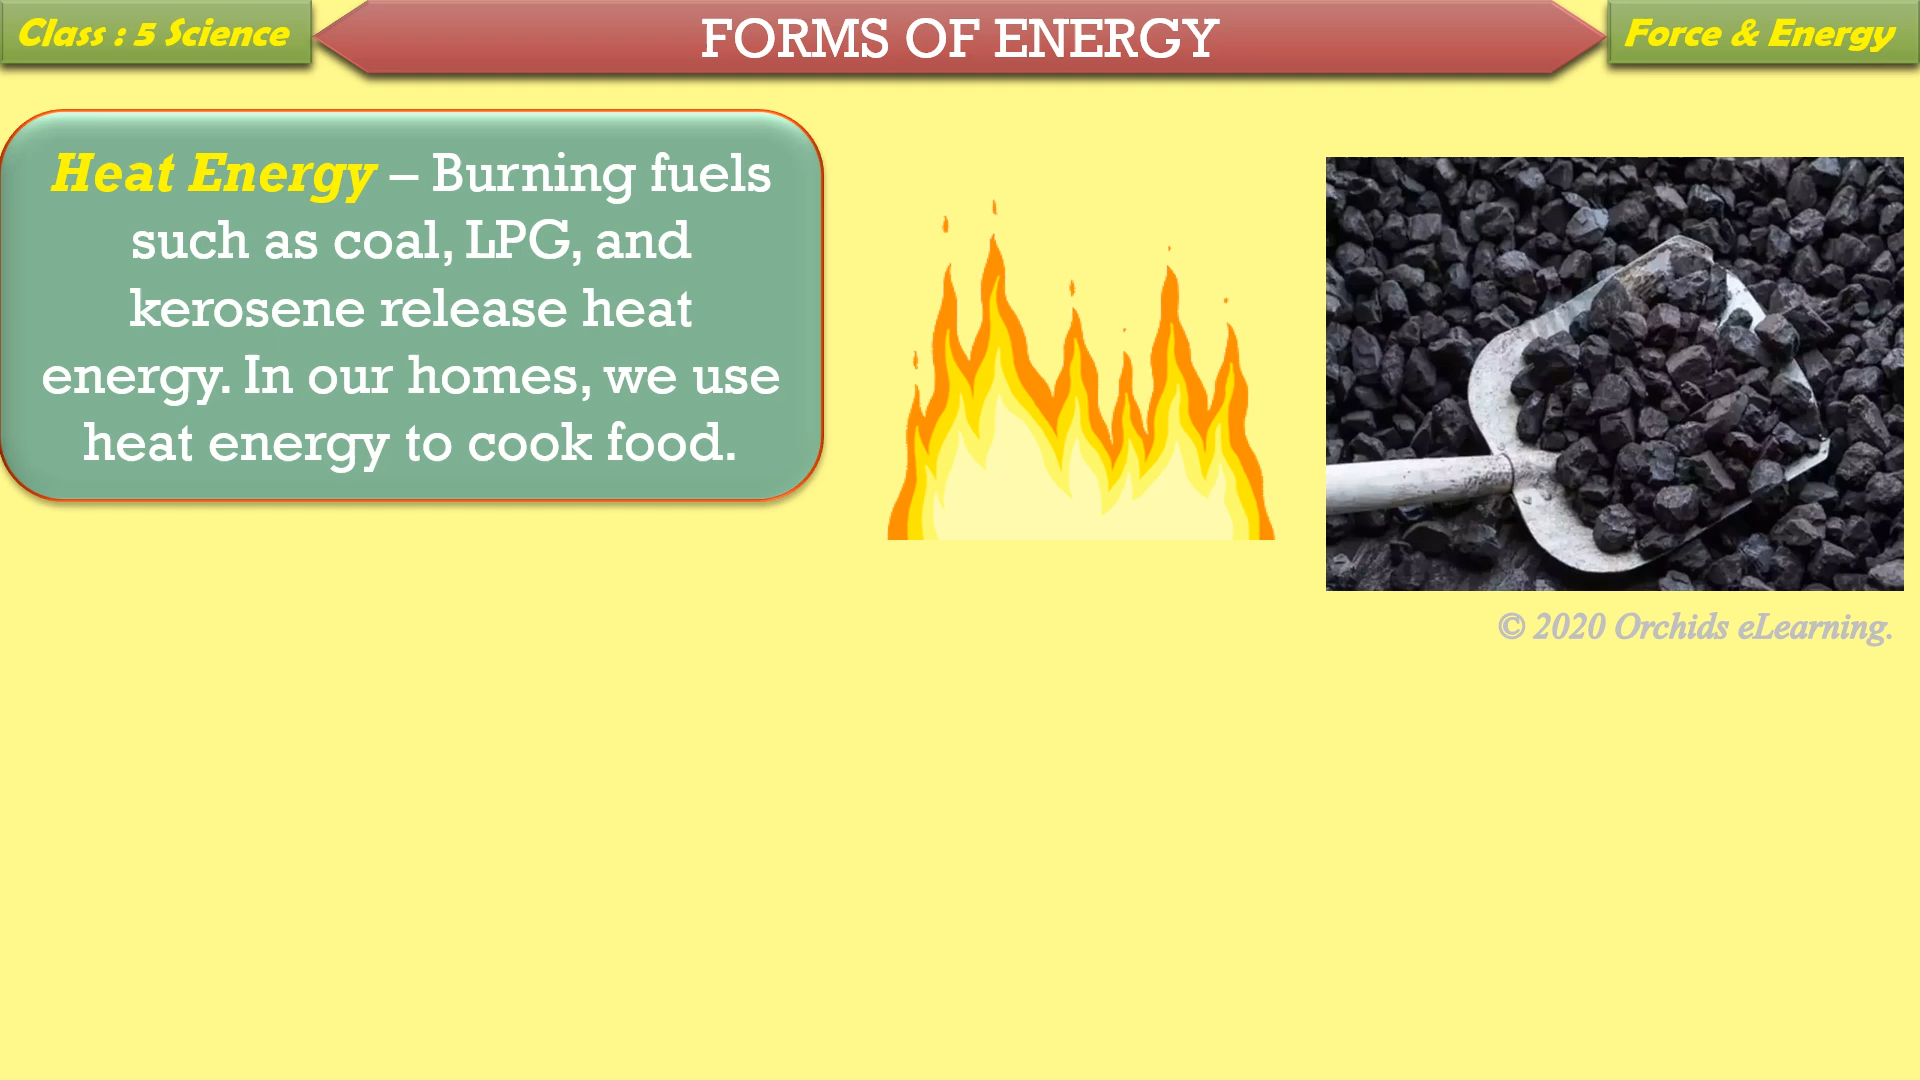 Class : 5 Science
FORMS OF ENERGY
Force & Energy
Heat Energy – Burning fuels
such as coal, LPG, and
kerosene release heat
energy. In our homes, we use
heat energy to cook food.
© 2020 Orchids eLearning.